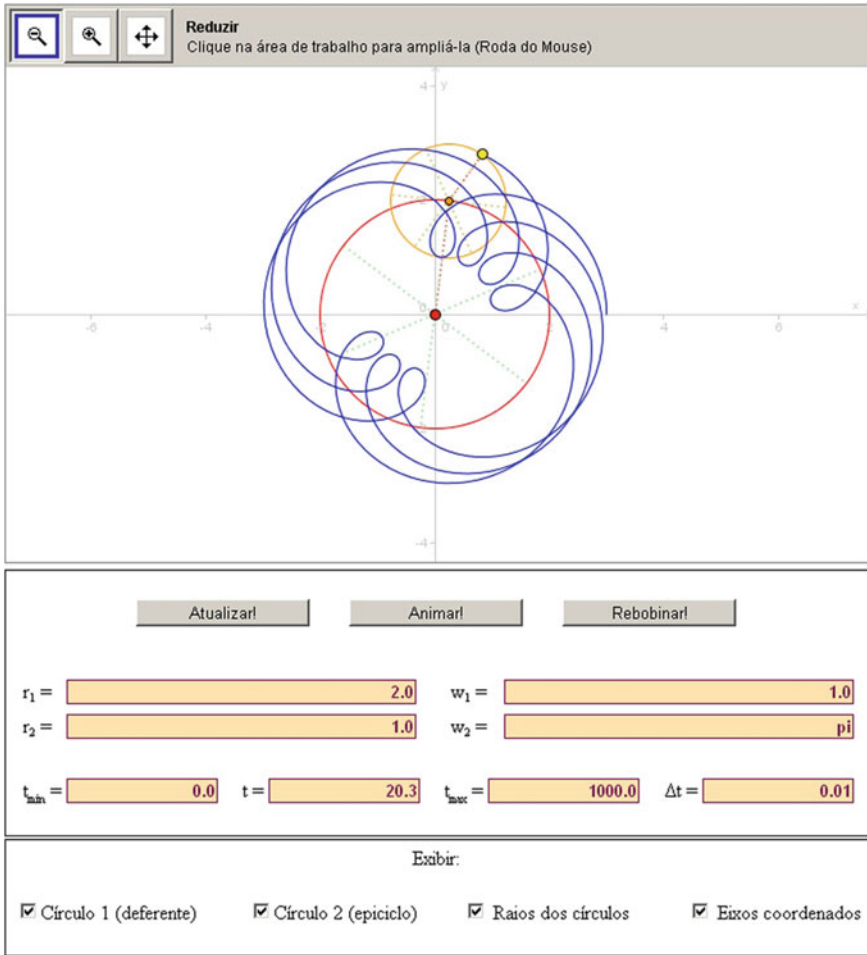 Reduzir
Clique na área de trabalho para ampliá-la (Roda do Mouse)
4
y
0
x
-6
-4
-2
0
2
4
6
-2
-4
Atualizar!
Animar!
Rebobinar!
r1 = 2.0
w1 = 1.0
r2 = 1.0
w2 = pi
tmín = 0.0
t = 20.3
tmax = 1000.0
Δt = 0.01
Exibir:
Círculo 1 (deferente)
Círculo 2 (epiciclo)
Raios dos círculos
Eixos coordenados